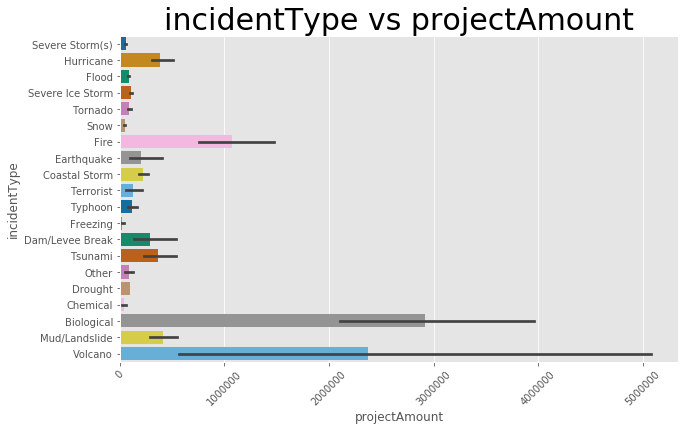 incidentType vs projectAmount
Severe Storm(s)
Hurricane
Flood
Severe Ice Storm
Tornado
Snow
Fire
Earthquake
Coastal Storm
Terrorist
Typhoon
Freezing
Dam/Levee Break
Tsunami
Other
Drought
Chemical
Biological
Mud/Landslide
Volcano
incidentType
0
1000000
2000000
3000000
4000000
5000000
projectAmount